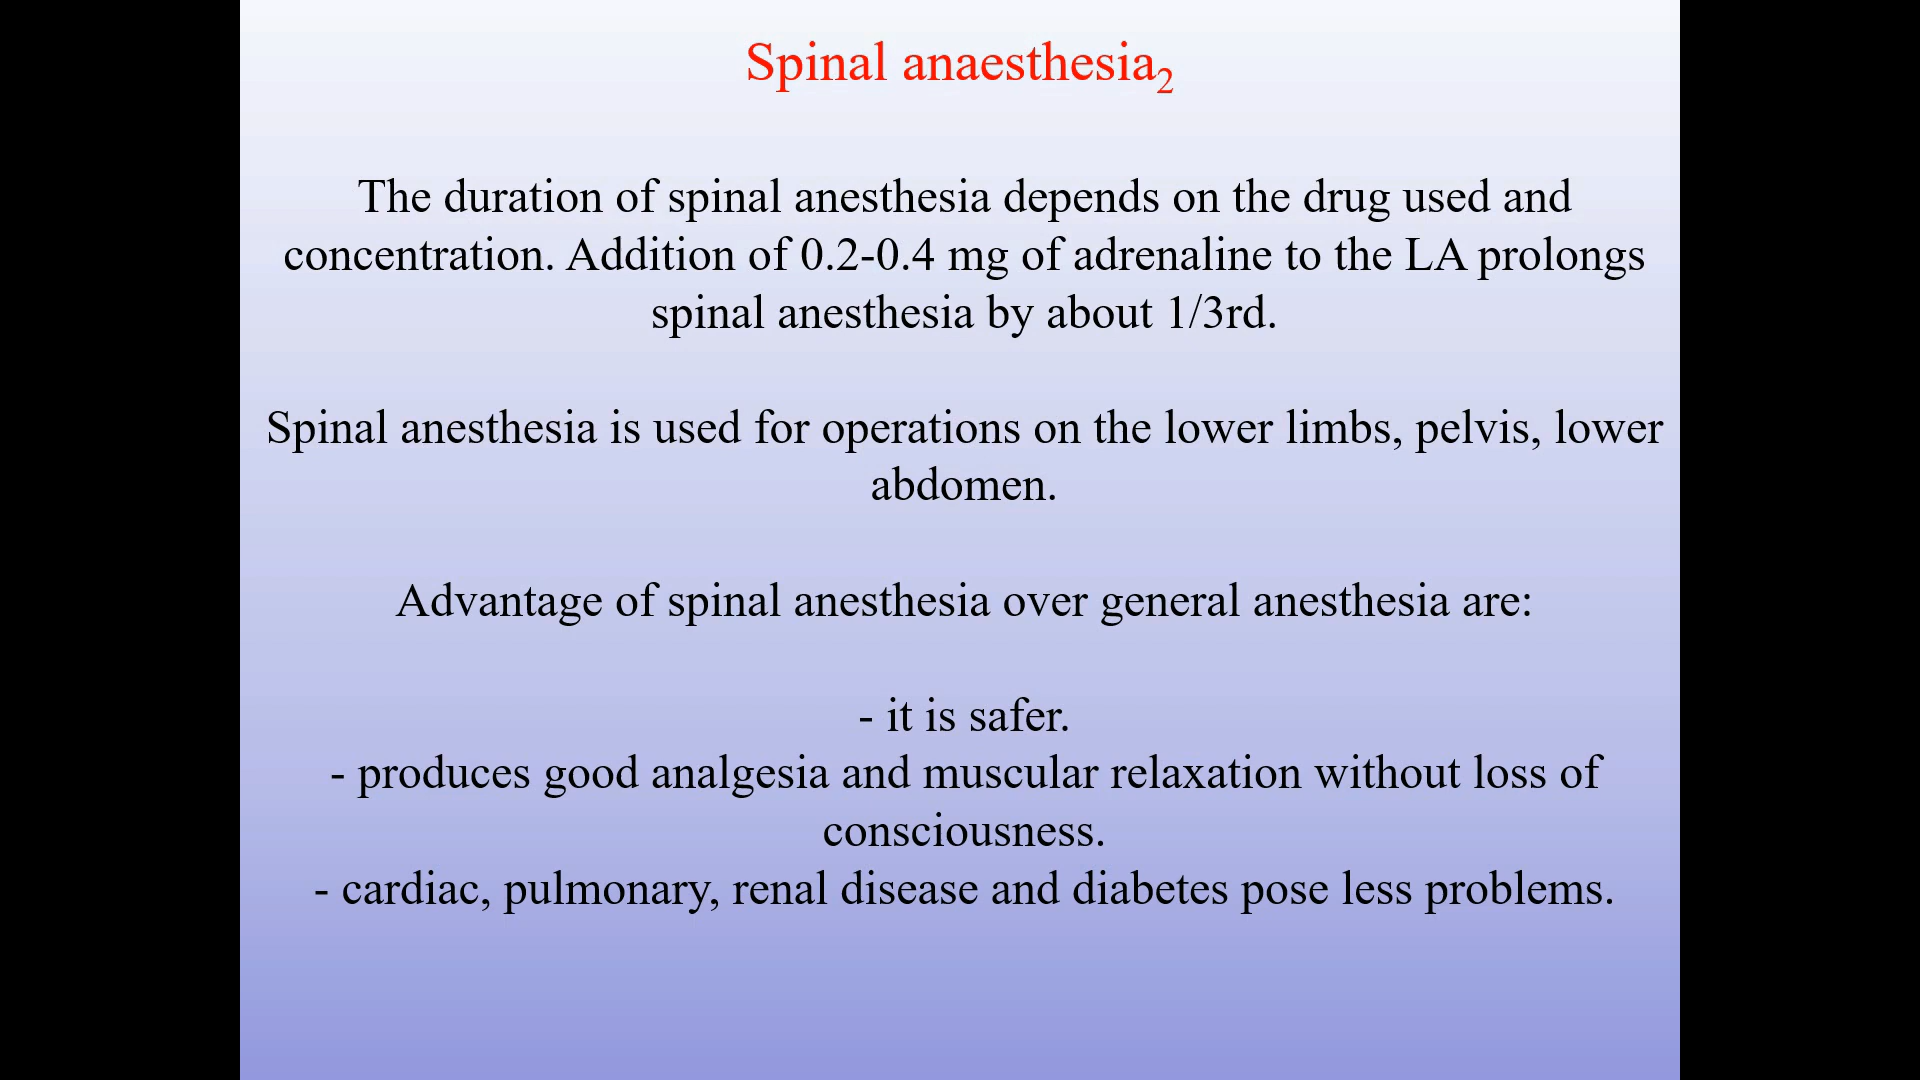 Spinal anaesthesia2
The duration of spinal anesthesia depends on the drug used and
concentration. Addition of 0.2-0.4 mg of adrenaline to the LA prolongs
spinal anesthesia by about 1/3rd.
Spinal anesthesia is used for operations on the lower limbs, pelvis, lower
abdomen.
Advantage of spinal anesthesia over general anesthesia are:
- it is safer.
- produces good analgesia and muscular relaxation without loss of
consciousness.
- cardiac, pulmonary, renal disease and diabetes pose less problems.